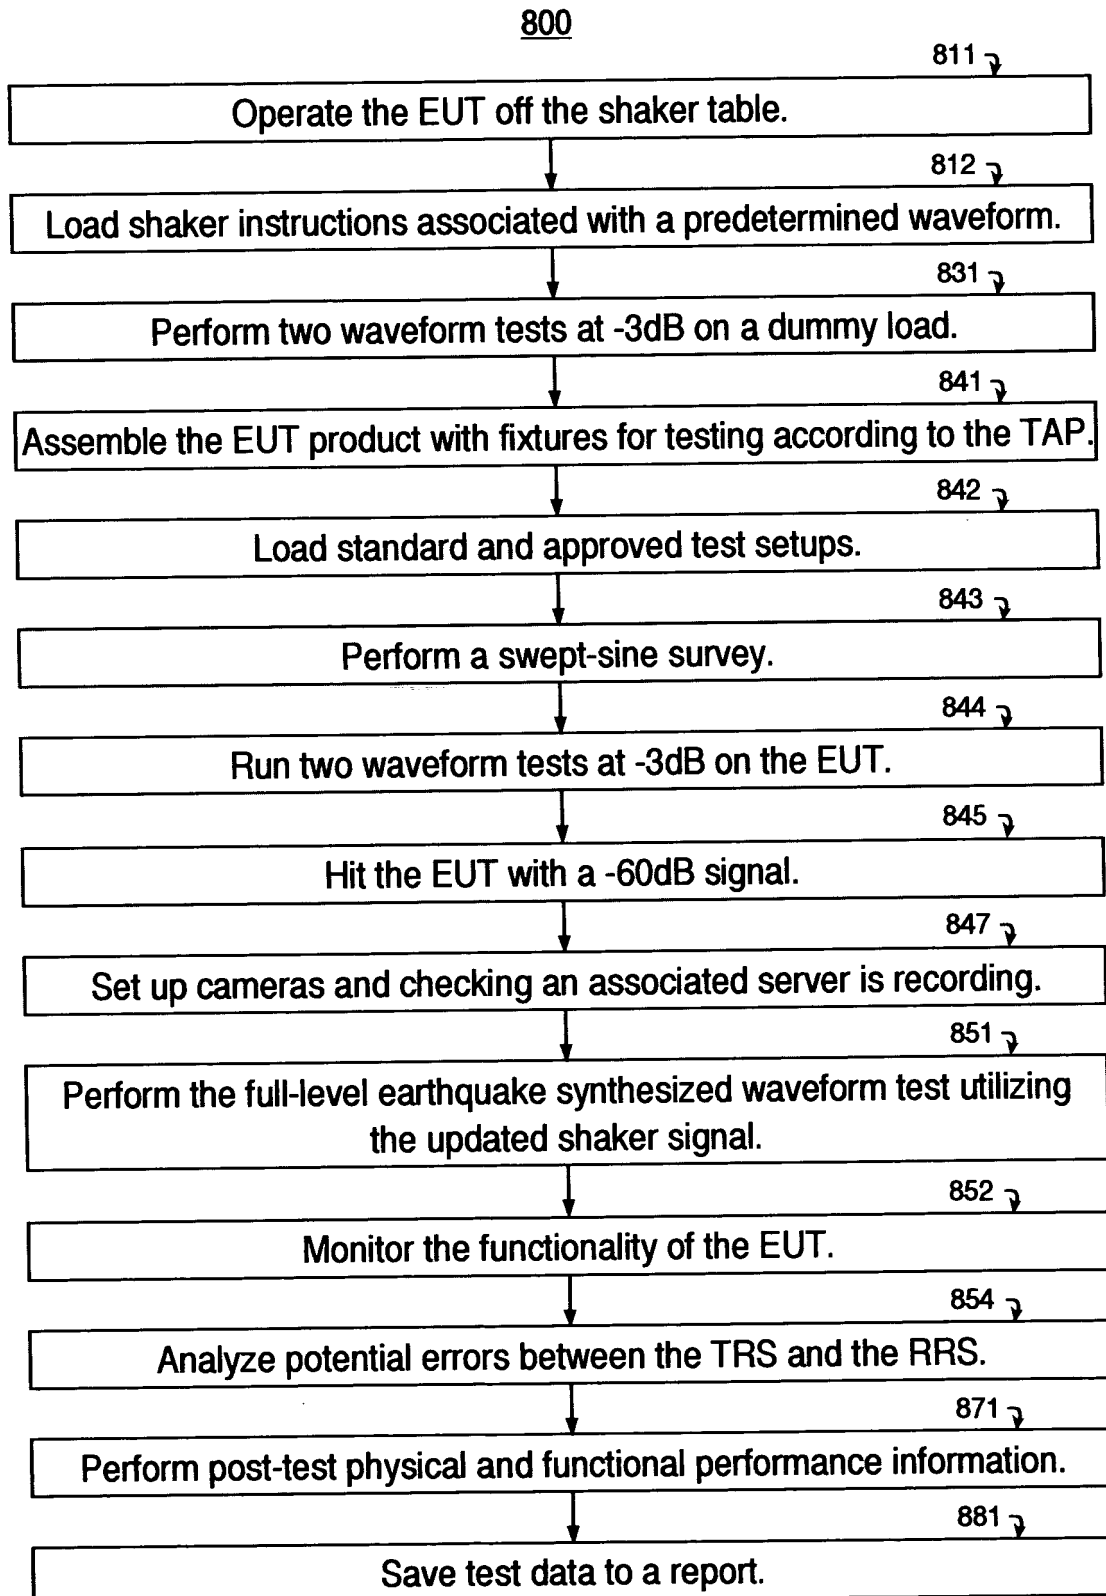 800
811
Operate the EUT off the shaker table.
812
Load shaker instructions associated with a predetermined waveform.
831
Perform two waveform tests at -3dB on a dummy load.
841
Assemble the EUT product with fixtures for testing according to the TAP.
842
Load standard and approved test setups.
843
Perform a swept-sine survey.
844
Run two waveform tests at -3dB on the EUT.
845
Hit the EUT with a -60dB signal.
847
Set up cameras and checking an associated server is recording.
851
Perform the full-level earthquake synthesized waveform test utilizing
the updated shaker signal.
852
Monitor the functionality of the EUT.
854
Analyze potential errors between the TRS and the RRS.
871
Perform post-test physical and functional performance information.
881
Save test data to a report.